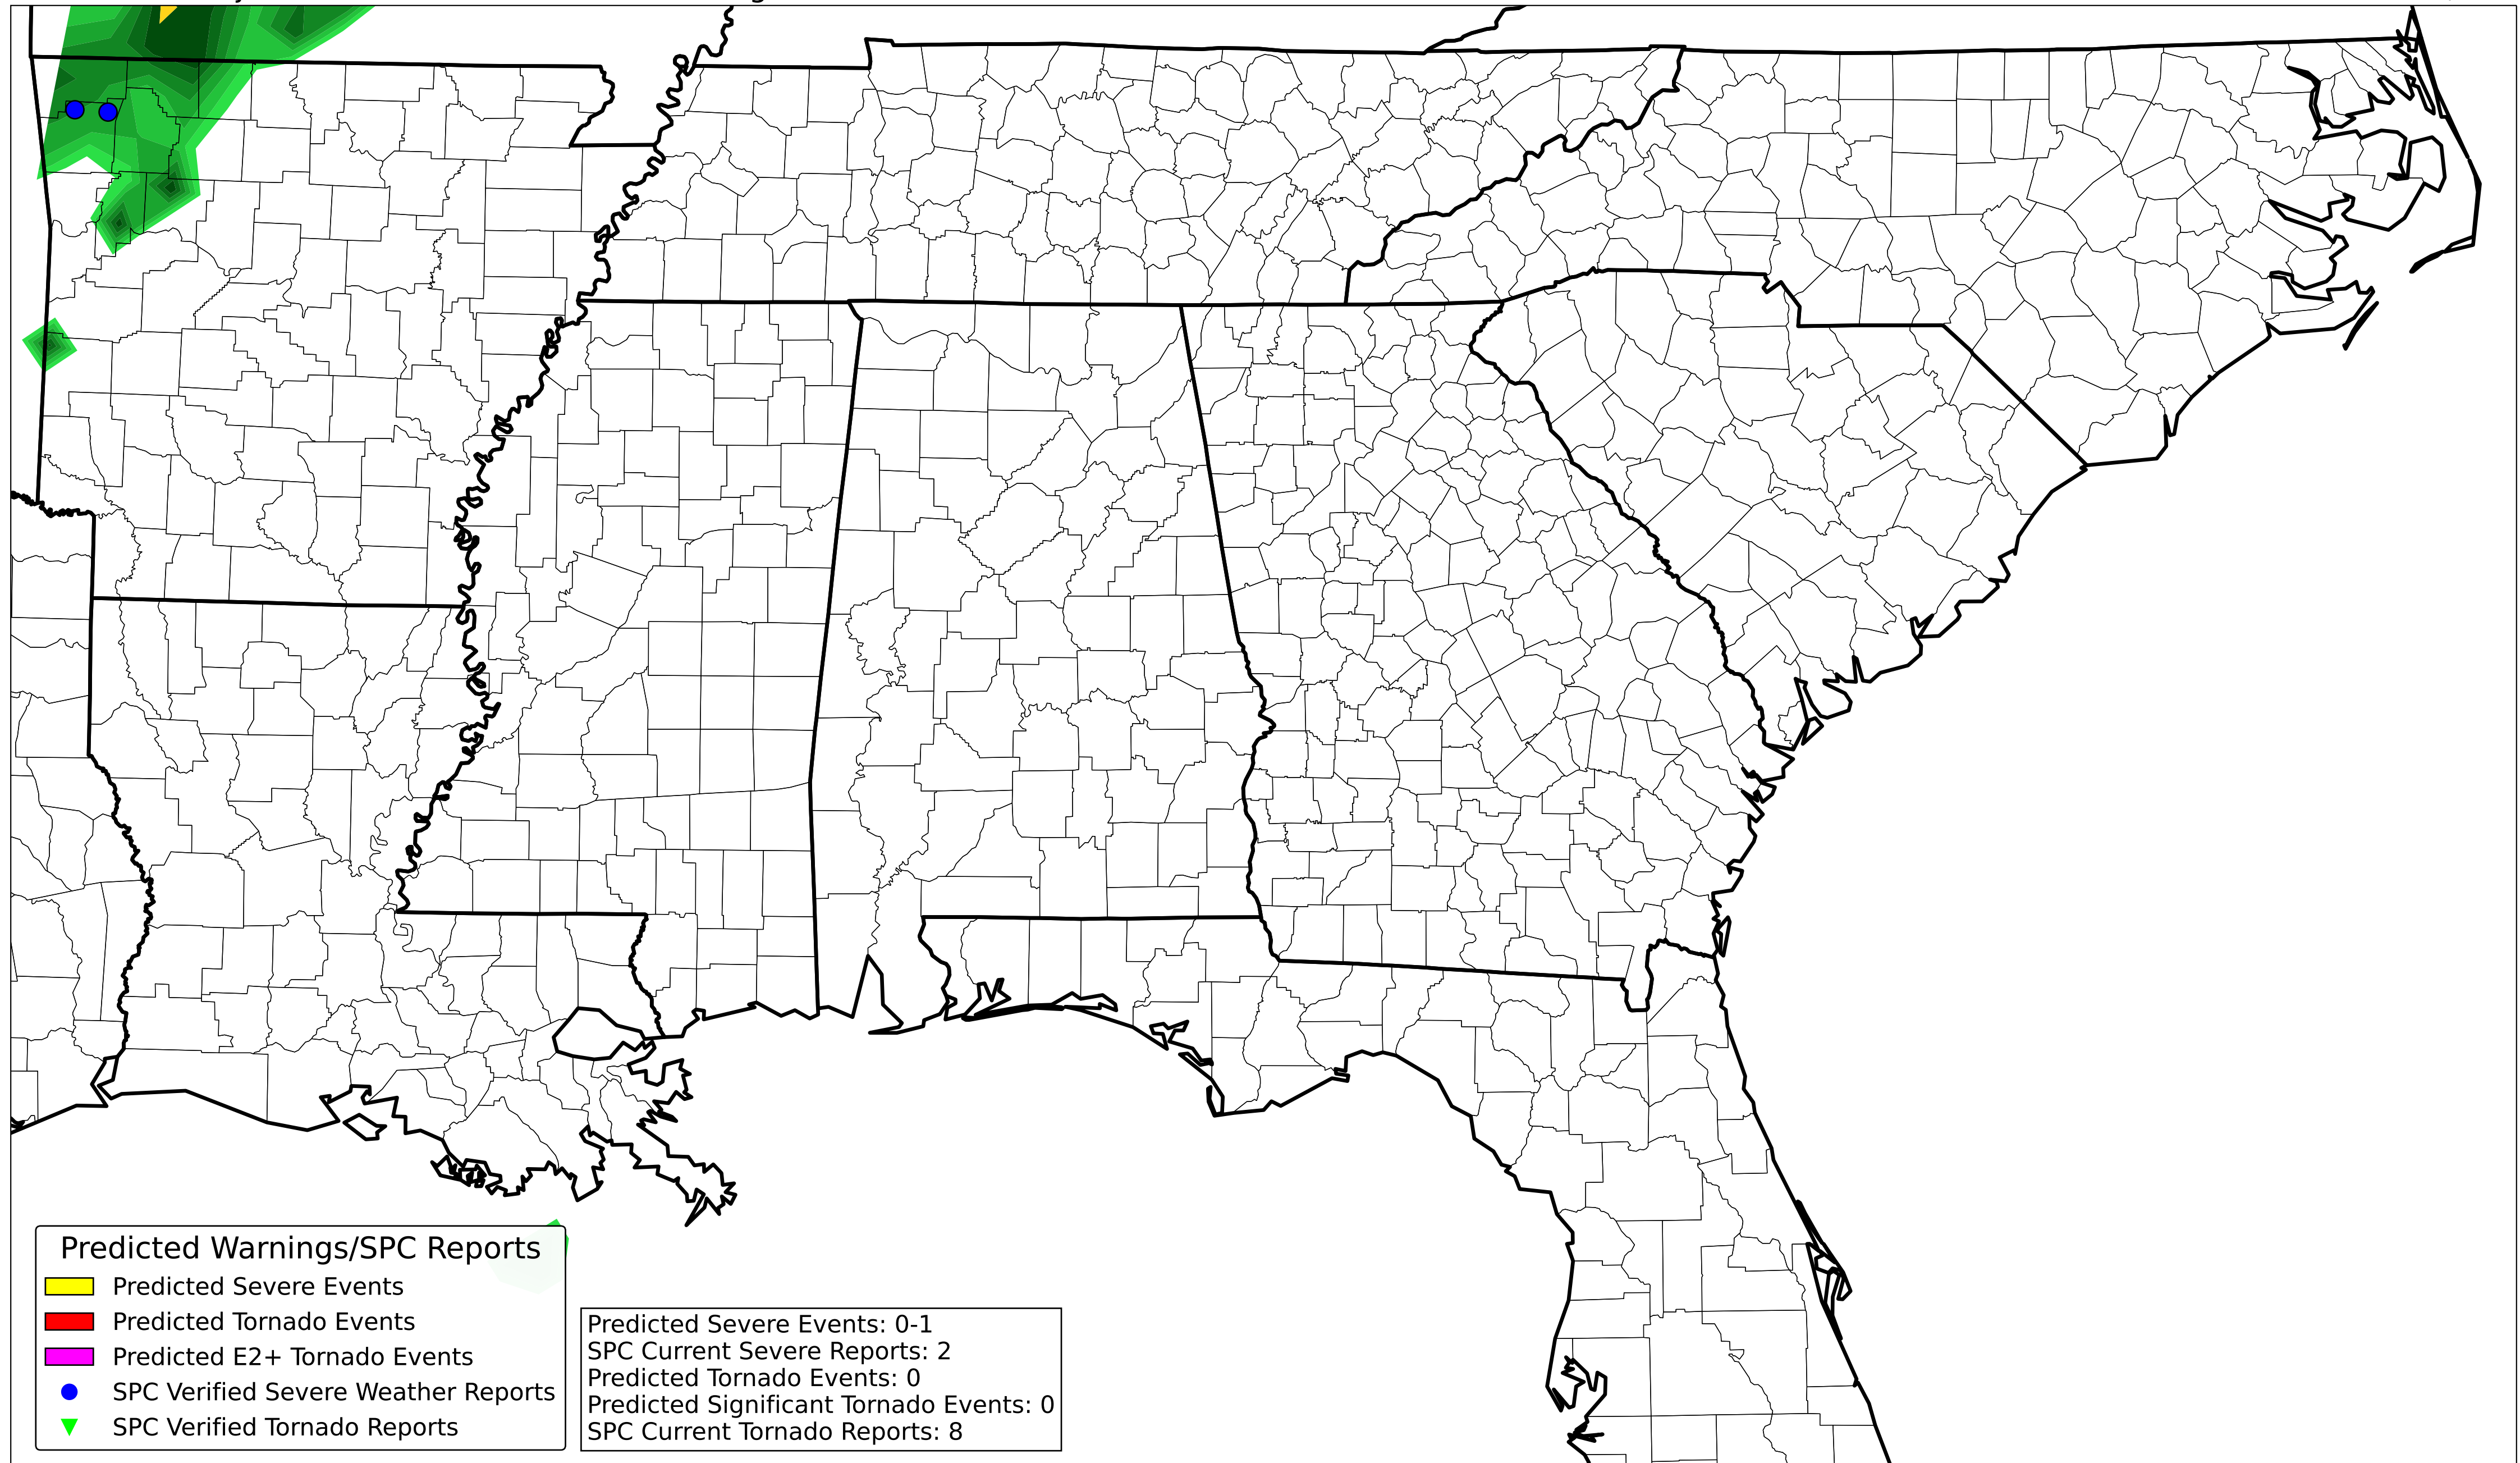 Predicted Warnings/SPC Reports
Predicted Severe Events
Predicted Tornado Events
Predicted E2+ Tornado Events
SPC Verified Severe Weather Reports
SPC Verified Tornado Reports
Predicted Severe Events: 0-1
SPC Current Severe Reports: 2
Predicted Tornado Events: 0
Predicted Significant Tornado Events: 0
SPC Current Tornado Reports: 8